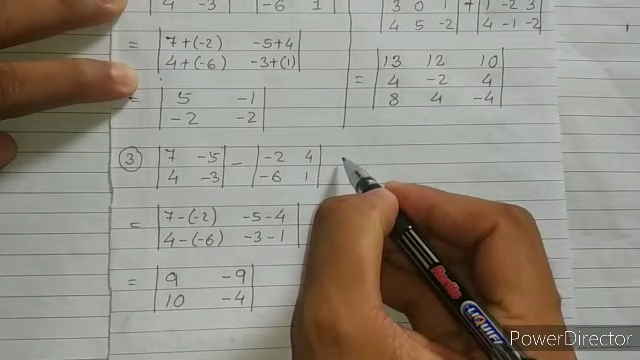 4 -3 | -6 1
= | 7+(-2) -5+4 |
| 4+(-6) -3+(1) |
= | 5 -1 |
| -2 -2 |
3 | 7 -5 | - | -2 4 |
| 4 -3 | | -6 1 |
= | 7-(-2) -5-4 |
| 4-(-6) -3-1 |
= | 9 -9 |
| 10 -4 |
| 3 0 1 | + | 1 -2 3 |
| 4 5 -2 | | 4 -1 -2 |
| 13 12 10 |
= | 4 -2 4 |
| 8 4 -4 |
PowerDirector